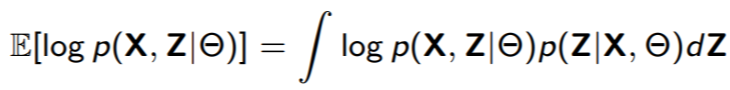 𝔼[log p(𝐗, 𝐙|Θ)] = ∫ log p(𝐗, 𝐙|Θ)p(𝐙|𝐗, Θ)d𝐙